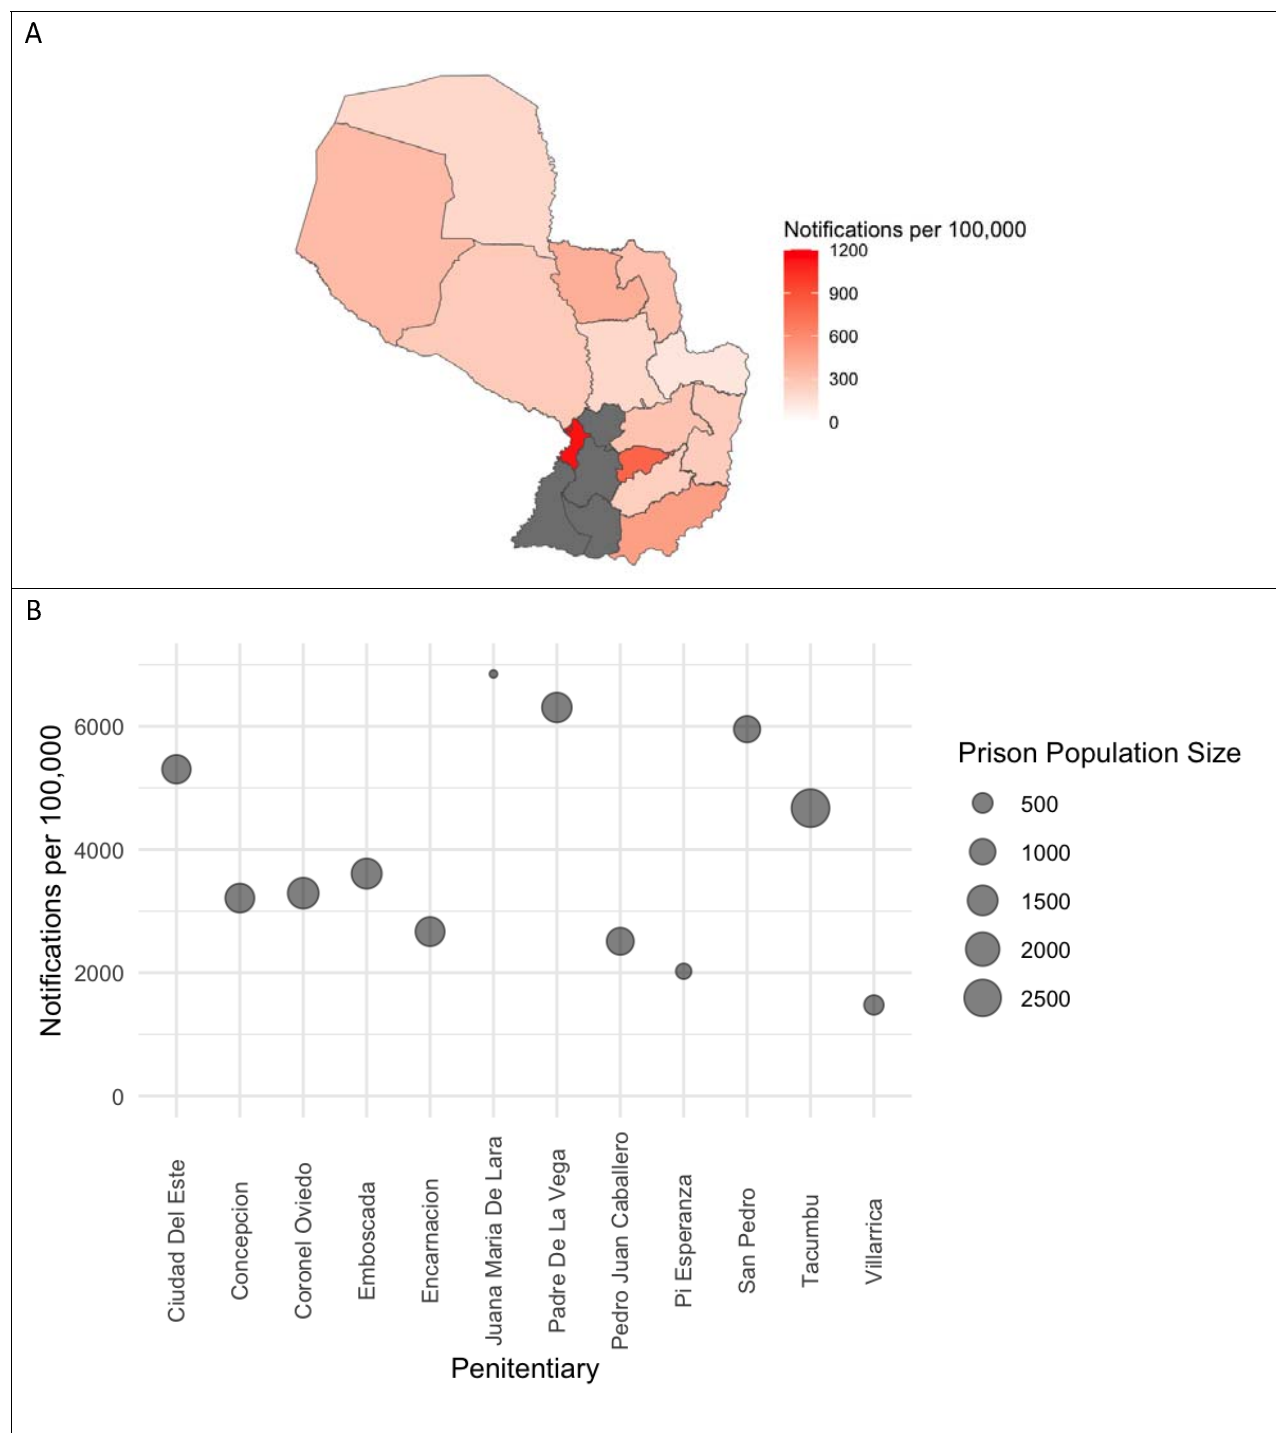 A
Notifications per 100,000
1200
900
600
300
0
B
Notifications per 100,000
6000
4000
2000
0
Ciudad Del Este
Concepcion
Coronel Oviedo
Emboscada
Encarnacion
Juana Maria De Lara
Padre De La Vega
Pedro Juan Caballero
Pi Esperanza
San Pedro
Tacumbu
Villarrica
Penitentiary
Prison Population Size
500
1000
1500
2000
2500